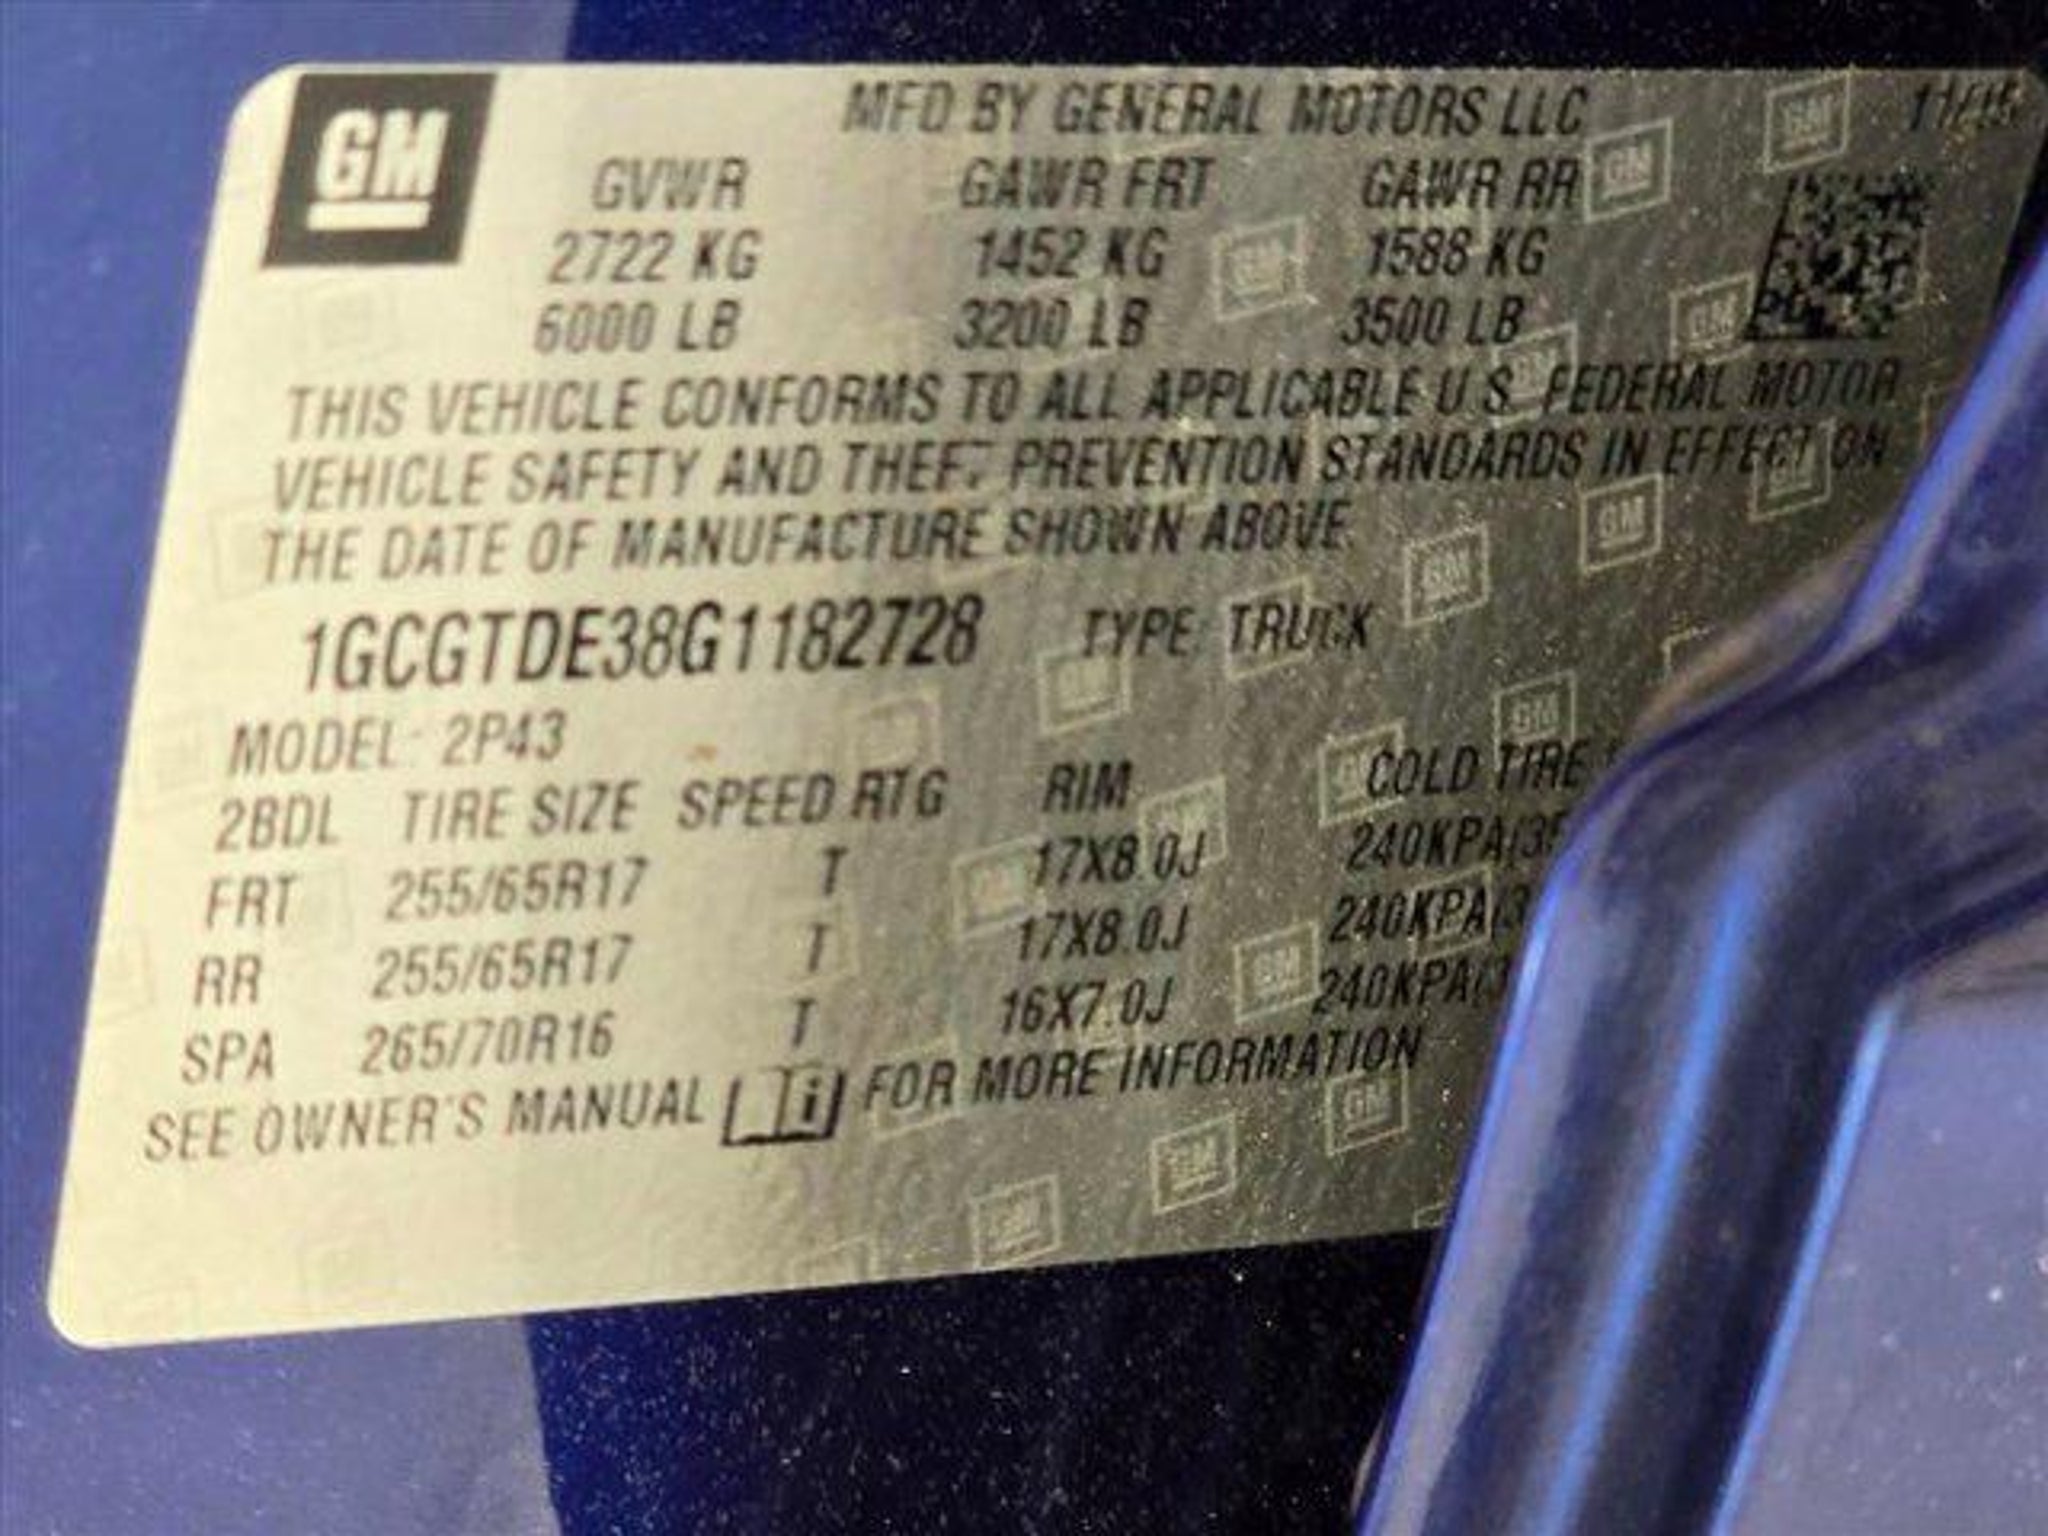 GM
MFD BY GENERAL MOTORS LLC 11/15
GVWR GAWR FRT GAWR RR
2722 KG 1452 KG 1588 KG
6000 LB 3200 LB 3500 LB
THIS VEHICLE CONFORMS TO ALL APPLICABLE U.S. FEDERAL MOTOR
VEHICLE SAFETY AND THEFT PREVENTION STANDARDS IN EFFECT ON
THE DATE OF MANUFACTURE SHOWN ABOVE
1GCGTDE38G1182728 TYPE TRUCK
MODEL: 2P43
2BDL TIRE SIZE SPEED RTG RIM COLD TIRE
FRT 255/65R17 T 17X8.0J 240KPA(35
RR 255/65R17 T 17X8.0J 240KPA(3
SPA 265/70R16 T 16X7.0J 240KPA(
SEE OWNER'S MANUAL i FOR MORE INFORMATION